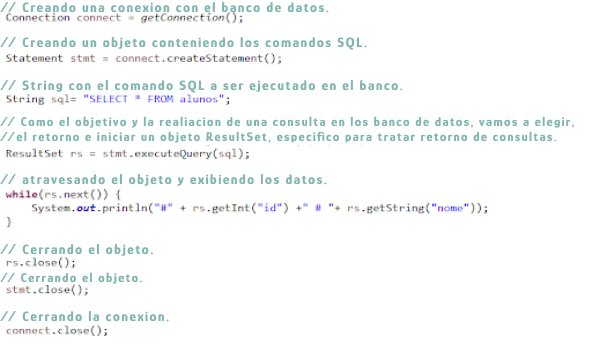 // Creando una conexion con el banco de datos.
Connection connect = getConnection();
// Creando un objeto conteniendo los comandos SQL.
Statement stmt = connect.createStatement();
// String con el comando SQL a ser ejecutado en el banco.
String sql= "SELECT * FROM alunos";
// Como el objetivo y la realiacion de una consulta en los banco de datos, vamos a elegir,
//el retorno e iniciar un objeto ResultSet, especifico para tratar retorno de consultas.
ResultSet rs = stmt.executeQuery(sql);
// atravesando el objeto y exibiendo los datos.
while(rs.next()) {
System.out.println("#" + rs.getInt("id") +" # "+ rs.getString("nome"));
}
// Cerrando el objeto.
rs.close();
// Cerrando el objeto.
stmt.close();
// Cerrando la conexion.
connect.close();